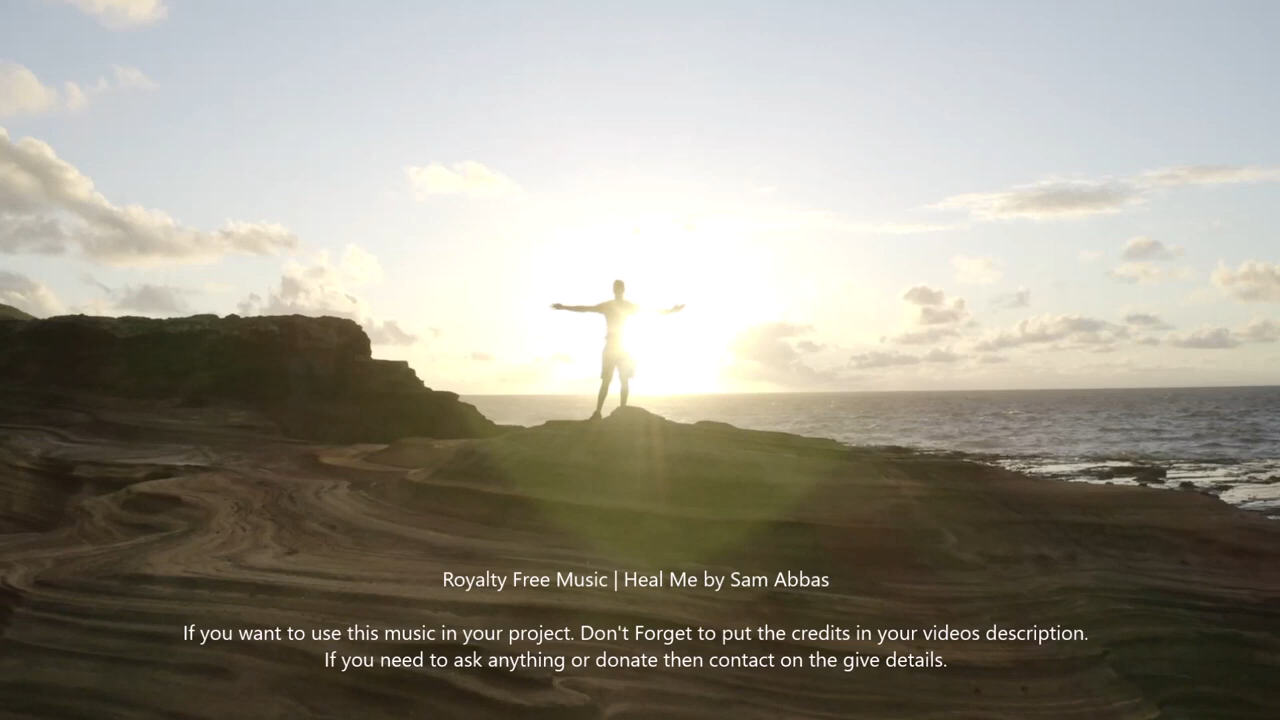 Royalty Free Music | Heal Me by Sam Abbas
If you want to use this music in your project. Don't Forget to put the credits in your videos description.
If you need to ask anything or donate then contact on the give details.